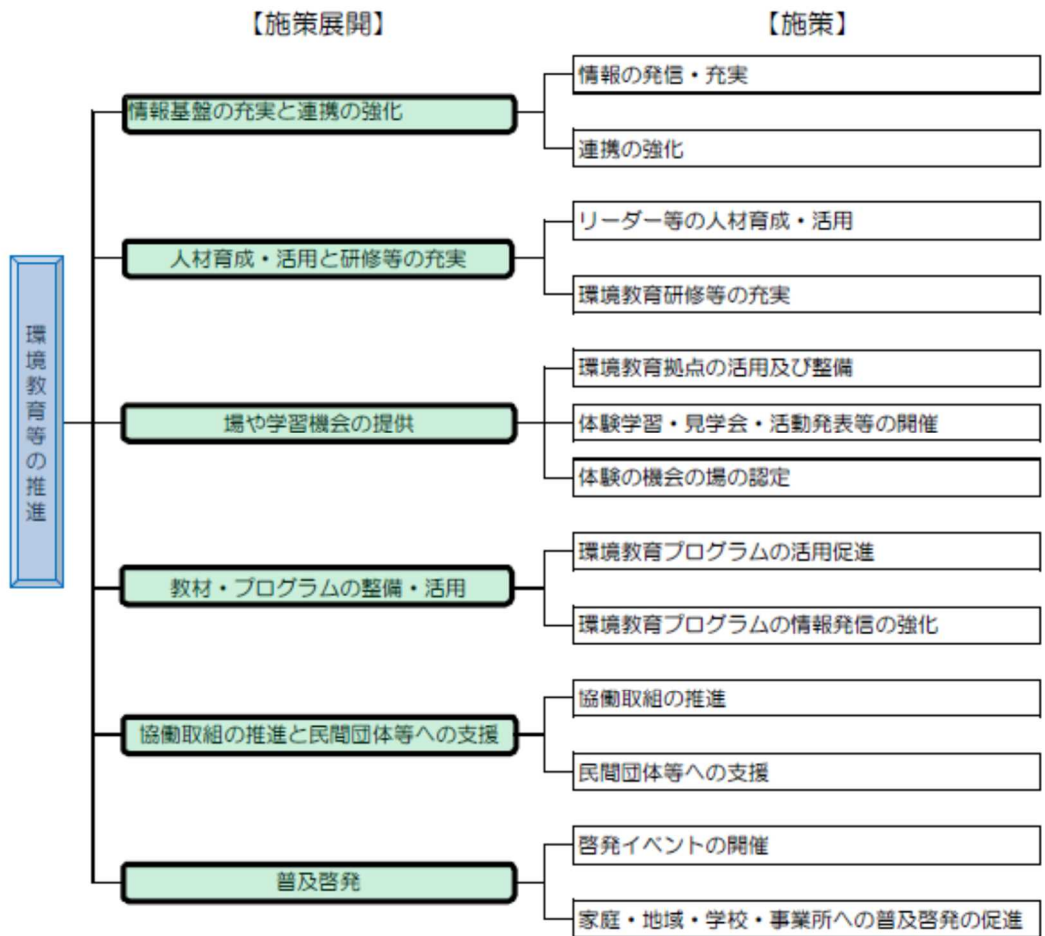 【施策展開】
【施策】
環境教育等の推進
情報基盤の充実と連携の強化
情報の発信・充実
連携の強化
人材育成・活用と研修等の充実
リーダー等の人材育成・活用
環境教育研修等の充実
場や学習機会の提供
環境教育拠点の活用及び整備
体験学習・見学会・活動発表等の開催
体験の機会の場の認定
教材・プログラムの整備・活用
環境教育プログラムの活用促進
環境教育プログラムの情報発信の強化
協働取組の推進と民間団体等への支援
協働取組の推進
民間団体等への支援
普及啓発
啓発イベントの開催
家庭・地域・学校・事業所への普及啓発の促進